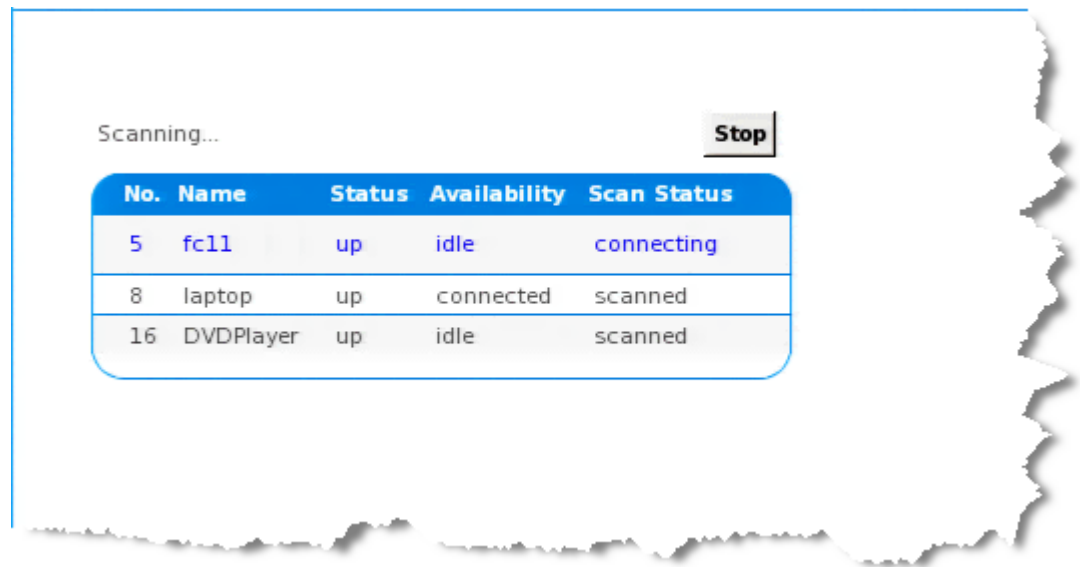 Scanning... Stop
No. Name Status Availability Scan Status
5 fc11 up idle connecting
8 laptop up connected scanned
16 DVDPlayer up idle scanned